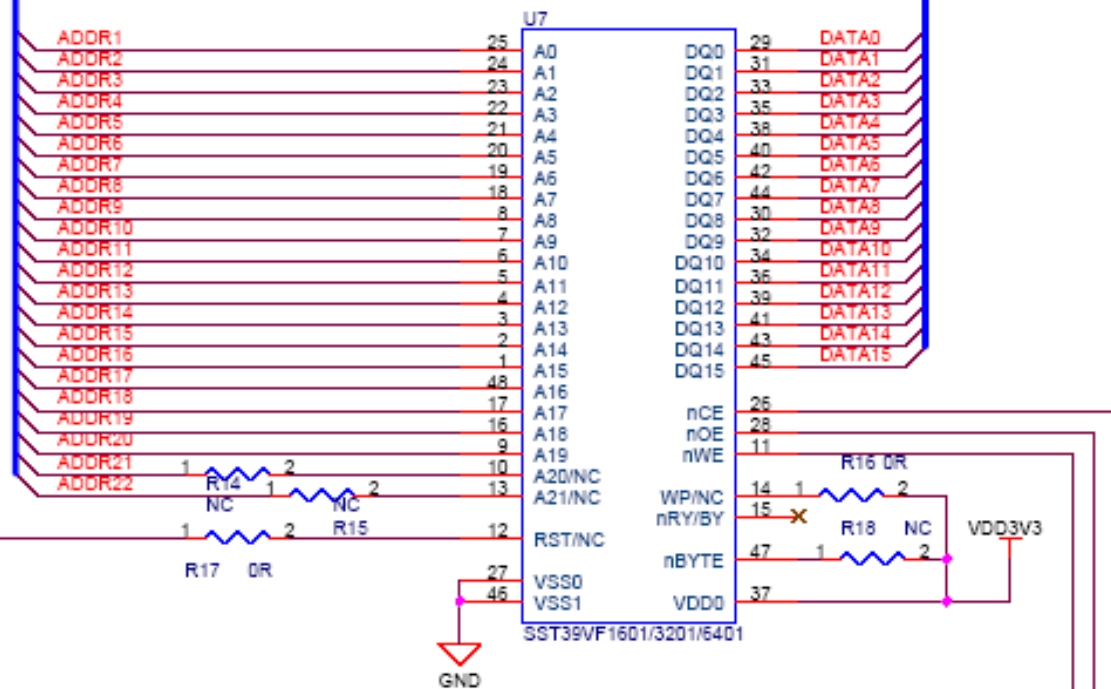 U7
ADDR1 25 A0 DQ0 29 DATA0
ADDR2 24 A1 DQ1 31 DATA1
ADDR3 23 A2 DQ2 33 DATA2
ADDR4 22 A3 DQ3 35 DATA3
ADDR5 21 A4 DQ4 38 DATA4
ADDR6 20 A5 DQ5 40 DATA5
ADDR7 19 A6 DQ6 42 DATA6
ADDR8 18 A7 DQ7 44 DATA7
ADDR9 8 A8 DQ8 30 DATA8
ADDR10 7 A9 DQ9 32 DATA9
ADDR11 6 A10 DQ10 34 DATA10
ADDR12 5 A11 DQ11 36 DATA11
ADDR13 4 A12 DQ12 39 DATA12
ADDR14 3 A13 DQ13 41 DATA13
ADDR15 2 A14 DQ14 43 DATA14
ADDR16 1 A15 DQ15 45 DATA15
ADDR17 48 A16
ADDR18 17 A17 nCE 26
ADDR19 16 A18 nOE 28
ADDR20 9 A19 nWE 11
ADDR21 1 2 10 A20/NC R16 0R
R14
ADDR22 1 2 13 A21/NC WP/NC 14 1 2
NC NC nRY/BY 15
R15 R18 NC VDD3V3
1 2 12 RST/NC
nBYTE 47 1 2
R17 0R
27 VSS0
46 VSS1 VDD0 37
SST39VF1601/3201/6401
GND